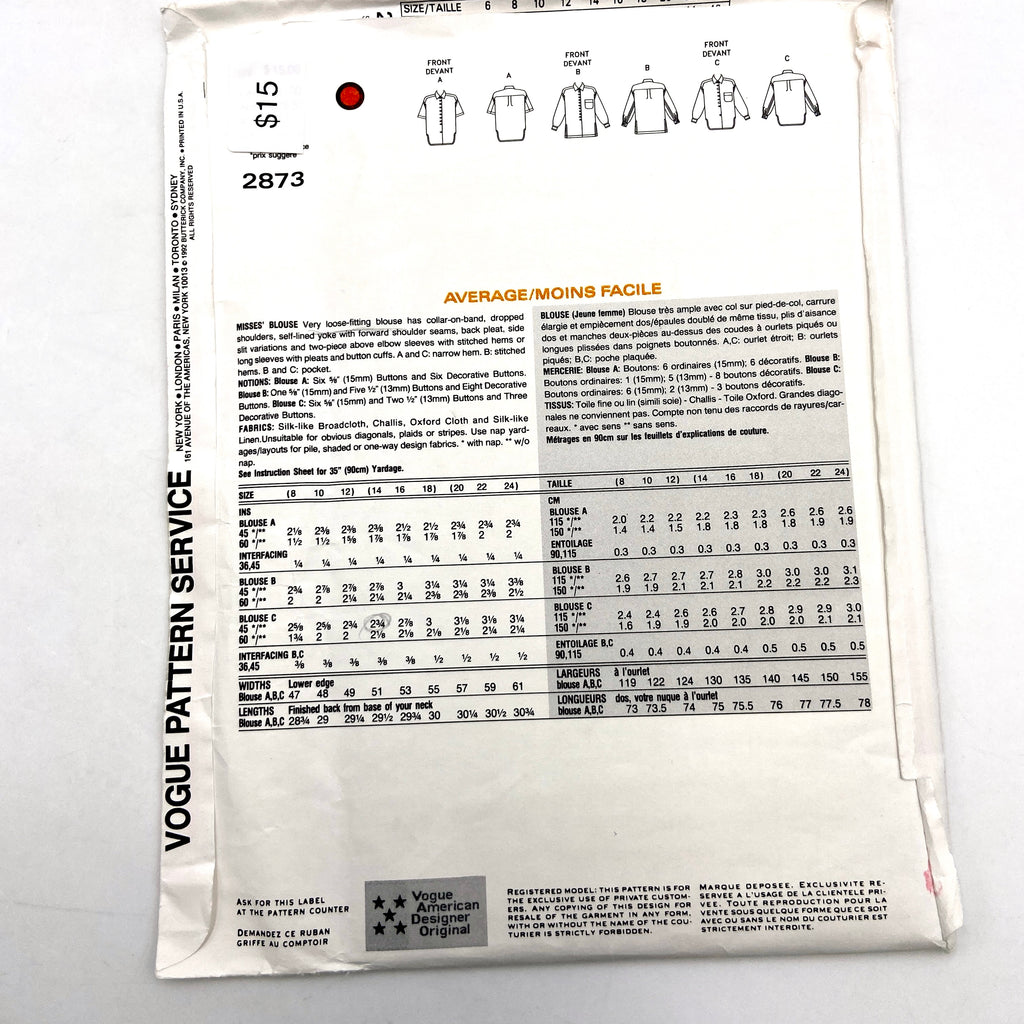 SIZE/TAILLE 6 8 10 12 14
$15
prix suggéré
2873
FRONT
DEVANT
A
A
FRONT
DEVANT
B
B
FRONT
DEVANT
C
C
VOGUE PATTERN SERVICE
NEW YORK • LONDON • PARIS • MILAN • TORONTO • SYDNEY
161 AVENUE OF THE AMERICAS, NEW YORK, NEW YORK 10013 © 1992 BUTTERICK COMPANY, INC. • PRINTED IN U.S.A.
ALL RIGHTS RESERVED
AVERAGE/MOINS FACILE
MISSES' BLOUSE Very loose-fitting blouse has collar-on-band, dropped
shoulders, self-lined yoke with forward shoulder seams, back pleat, side
slit variations and two-piece above elbow sleeves with stitched hems or
long sleeves with pleats and button cuffs. A and C: narrow hem. B: stitched
hems. B and C: pocket.
NOTIONS: Blouse A: Six ⅝" (15mm) Buttons and Six Decorative Buttons.
Blouse B: One ⅝" (15mm) and Five ½" (13mm) Buttons and Eight Decorative
Buttons. Blouse C: Six ⅝" (15mm) and Two ½" (13mm) Buttons and Three
Decorative Buttons.
FABRICS: Silk-like Broadcloth, Challis, Oxford Cloth and Silk-like
Linen.Unsuitable for obvious diagonals, plaids or stripes. Use nap yard-
ages/layouts for pile, shaded or one-way design fabrics. * with nap. ** w/o
nap.
See Instruction Sheet for 35" (90cm) Yardage.
SIZE (8 10 12) (14 16 18) (20 22 24)
INS
BLOUSE A
45 */** 2⅛ 2⅜ 2⅜ 2⅜ 2½ 2½ 2¾ 2¾ 2¾
60 */** 1½ 1½ 1⅝ 1⅞ 1⅞ 1⅞ 1⅞ 2 2
INTERFACING
36,45 ¼ ¼ ¼ ¼ ¼ ¼ ¼ ¼ ¼
BLOUSE B
45 */** 2¾ 2⅞ 2⅞ 2⅞ 3 3¼ 3¼ 3¼ 3⅜
60 */** 2 2 2¼ 2¼ 2¼ 2⅜ 2⅜ 2⅜ 2½
BLOUSE C
45 */** 2⅝ 2⅝ 2¾ 2¾ 2⅞ 3 3⅛ 3⅛ 3¼
60 */** 1¾ 2 2 2⅛ 2⅛ 2⅛ 2⅛ 2¼ 2¼
INTERFACING B,C
36,45 ⅜ ⅜ ⅜ ⅜ ⅜ ½ ½ ½ ½
WIDTHS Lower edge
Blouse A,B,C 47 48 49 51 53 55 57 59 61
LENGTHS Finished back from base of your neck
Blouse A,B,C 28¾ 29 29¼ 29½ 29¾ 30 30¼ 30½ 30¾
BLOUSE (Jeune femme) Blouse très ample avec col sur pied-de-col, carrure
élargie et empiècement dos/épaules doublé de même tissu, plis d'aisance
dos et manches deux-pièces au-dessus des coudes à ourlets piqués ou
longues plissées dans poignets boutonnés. A,C: ourlet étroit; B: ourlets
piqués; B,C: poche plaquée.
MERCERIE: Blouse A: Boutons: 6 ordinaires (15mm); 6 décoratifs. Blouse B:
Boutons ordinaires: 1 (15mm); 5 (13mm) - 8 boutons décoratifs. Blouse C:
Boutons ordinaires: 6 (15mm); 2 (13mm) - 3 boutons décoratifs.
TISSUS: Toile fine ou lin (simili soie) - Challis - Toile Oxford. Grandes diago-
nales ne conviennent pas. Compte non tenu des raccords de rayures/car-
reaux. * avec sens ** sans sens.
Métrages en 90cm sur les feuillets d'explications de couture.
TAILLE (8 10 12) (14 16 18) (20 22 24)
CM
BLOUSE A
115 */** 2.0 2.2 2.2 2.2 2.3 2.3 2.6 2.6 2.6
150 */** 1.4 1.4 1.5 1.8 1.8 1.8 1.8 1.9 1.9
ENTOILAGE
90,115 0.3 0.3 0.3 0.3 0.3 0.3 0.3 0.3 0.3
BLOUSE B
115 */** 2.6 2.7 2.7 2.7 2.8 3.0 3.0 3.0 3.1
150 */** 1.9 1.9 2.1 2.1 2.1 2.2 2.2 2.2 2.3
BLOUSE C
115 */** 2.4 2.4 2.6 2.6 2.7 2.8 2.9 2.9 3.0
150 */** 1.6 1.9 1.9 2.0 2.0 2.0 2.0 2.1 2.1
ENTOILAGE B,C
90,115 0.4 0.4 0.4 0.4 0.4 0.5 0.5 0.5 0.5
LARGEURS à l'ourlet
blouse A,B,C 119 122 124 130 135 140 145 150 155
LONGUEURS dos, votre nuque à l'ourlet
blouse A,B,C 73 73.5 74 75 75.5 76 77 77.5 78
ASK FOR THIS LABEL
AT THE PATTERN COUNTER
DEMANDEZ CE RUBAN
GRIFFE AU COMPTOIR
Vogue
American
Designer
Original
REGISTERED MODEL: THIS PATTERN IS FOR
THE EXCLUSIVE USE OF PRIVATE CUSTOM-
ERS. ANY COPYING OF THIS DESIGN FOR
RESALE OF THE GARMENT IN ANY FORM,
WITH OR WITHOUT THE NAME OF THE COU-
TURIER IS STRICTLY FORBIDDEN.
MARQUE DEPOSEE. EXCLUSIVITE RE-
SERVEE A L'USAGE DE LA CLIENTELE PRI-
VEE. TOUTE REPRODUCTION POUR LA
VENTE SOUS QUELQUE FORME QUE CE SOIT
AVEC OU SANS LE NOM DU COUTURIER EST
STRICTEMENT INTERDITE.